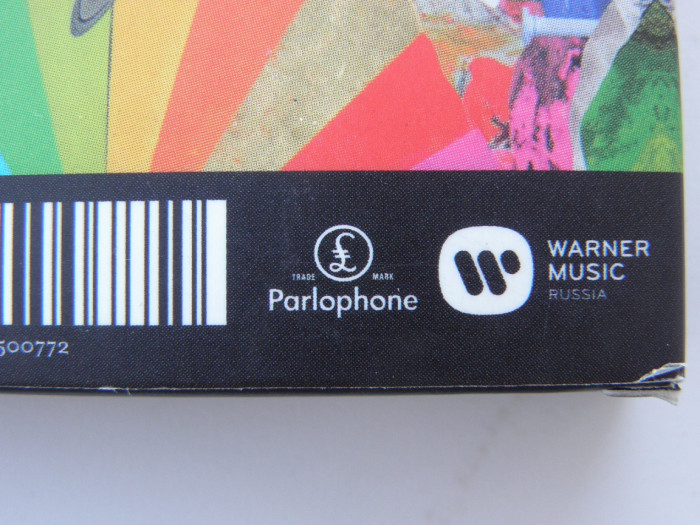 500772
TRADE MARK
Parlophone
WARNER
MUSIC
RUSSIA